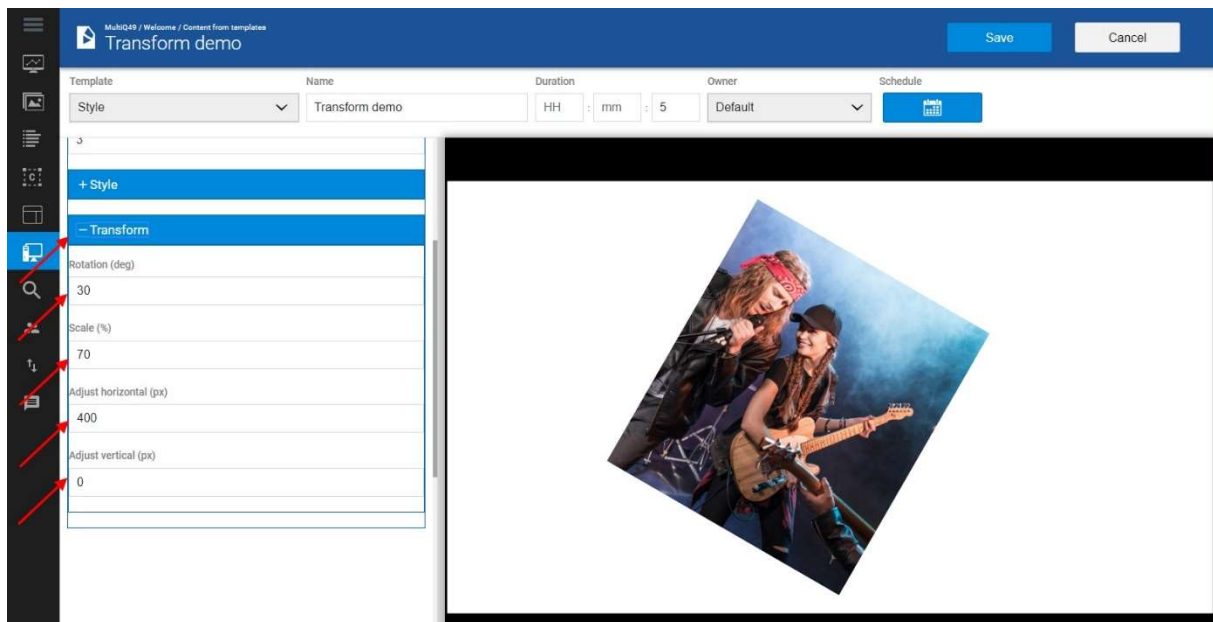 MultiQ49 / Welcome / Content from templates
Transform demo
Save
Cancel
Template
Name
Duration
Owner
Schedule
Style
Transform demo
HH : mm : 5
Default
3
+ Style
− Transform
Rotation (deg)
30
Scale (%)
70
Adjust horizontal (px)
400
Adjust vertical (px)
0
C